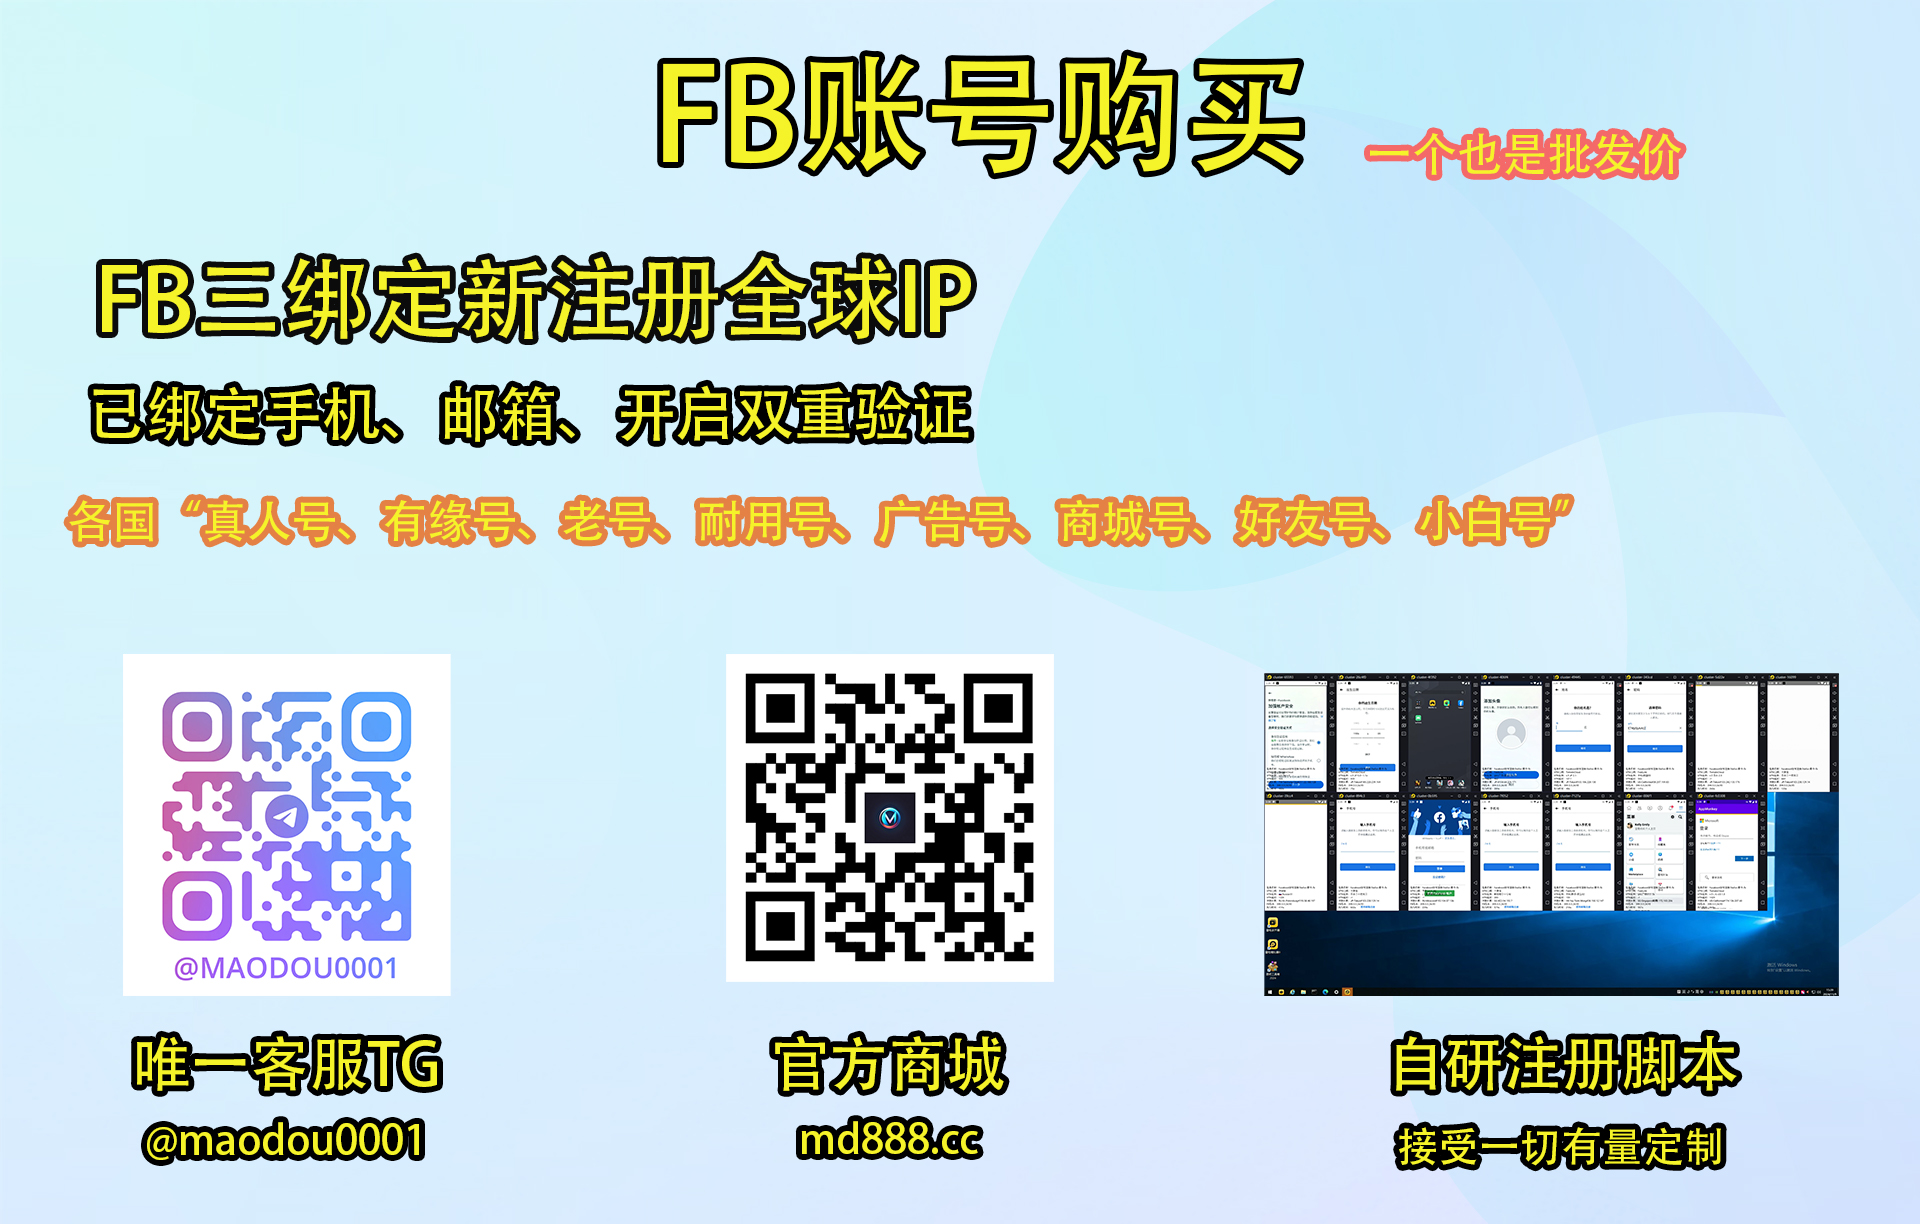 FB账号购买
一个也是批发价
FB三绑定新注册全球IP
已绑定手机、邮箱、开启双重验证
各国“真人号、有缘号、老号、耐用号、广告号、商城号、好友号、小白号”
@MAODOU0001
唯一客服TG
@maodou0001
官方商城
md888.cc
自研注册脚本
接受一切有量定制